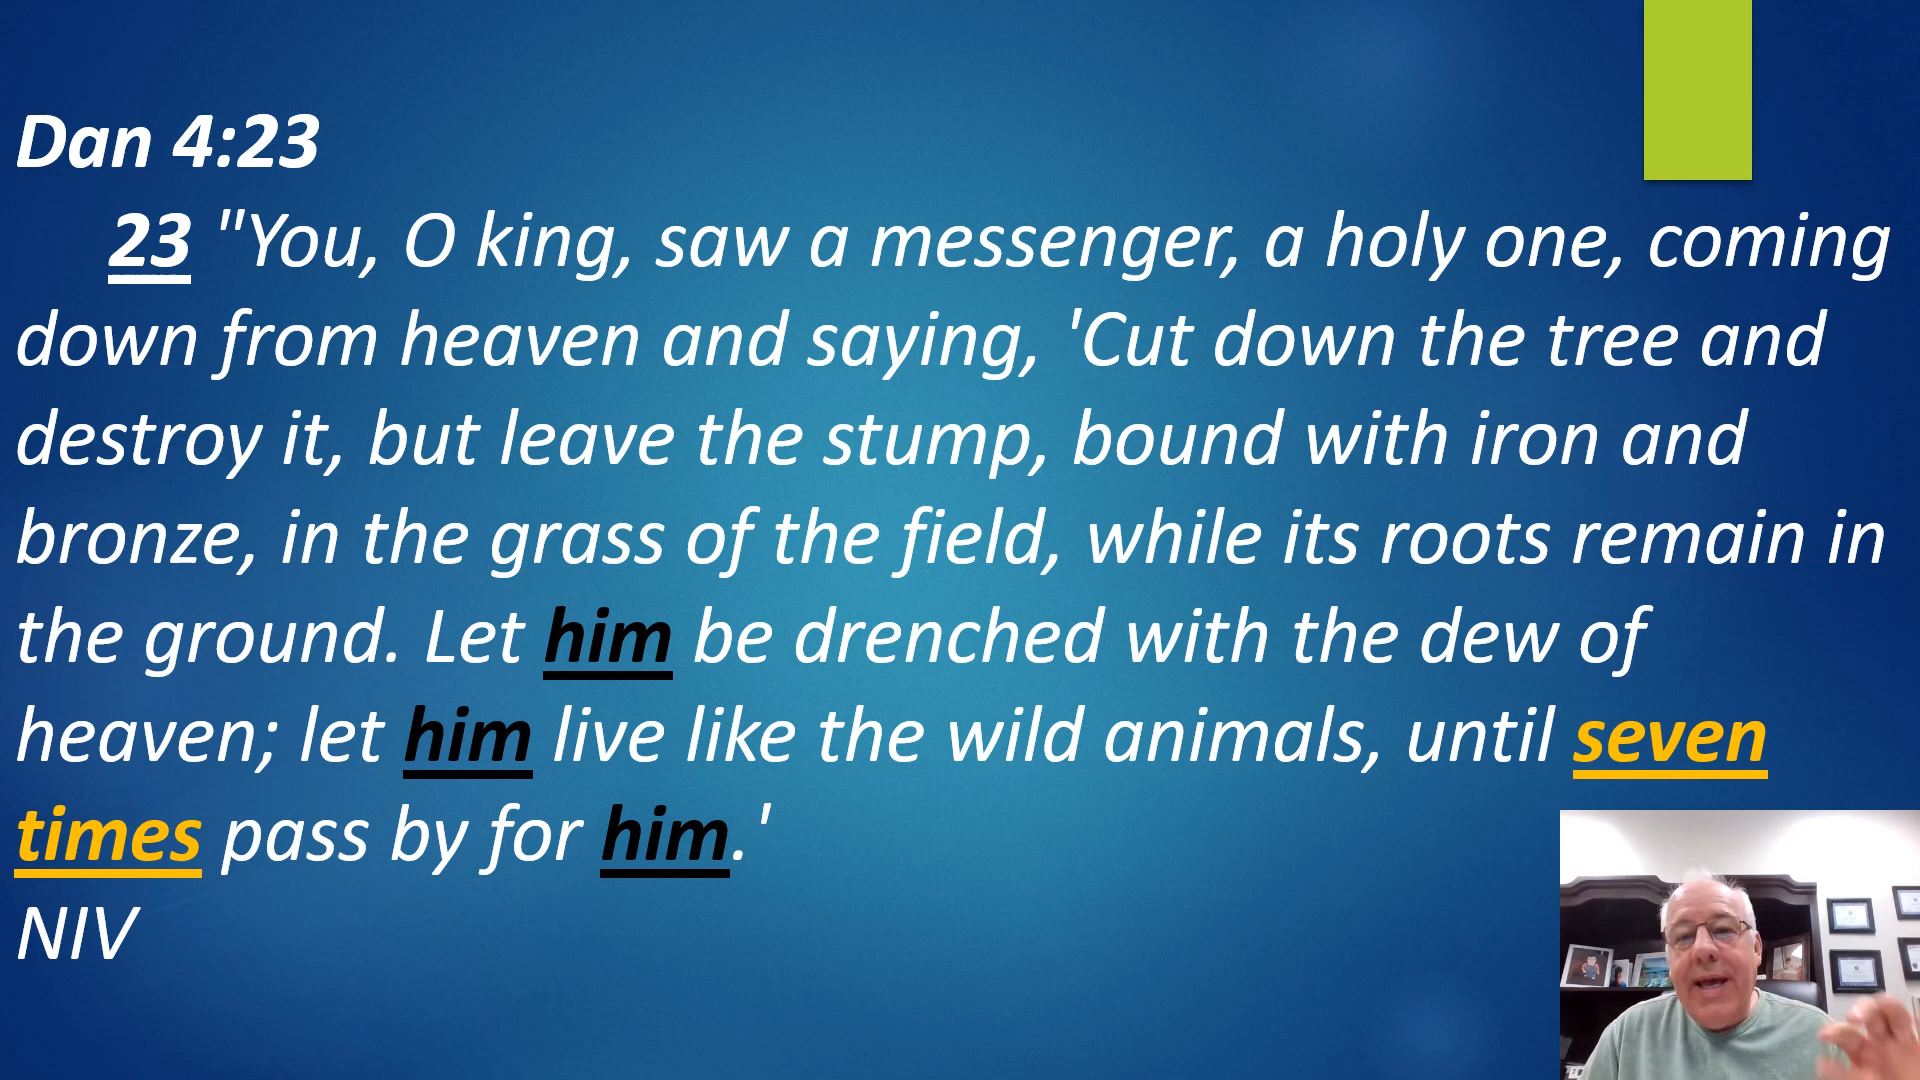 Dan 4:23
23 "You, O king, saw a messenger, a holy one, coming
down from heaven and saying, 'Cut down the tree and
destroy it, but leave the stump, bound with iron and
bronze, in the grass of the field, while its roots remain in
the ground. Let him be drenched with the dew of
heaven; let him live like the wild animals, until seven
times pass by for him.'
NIV